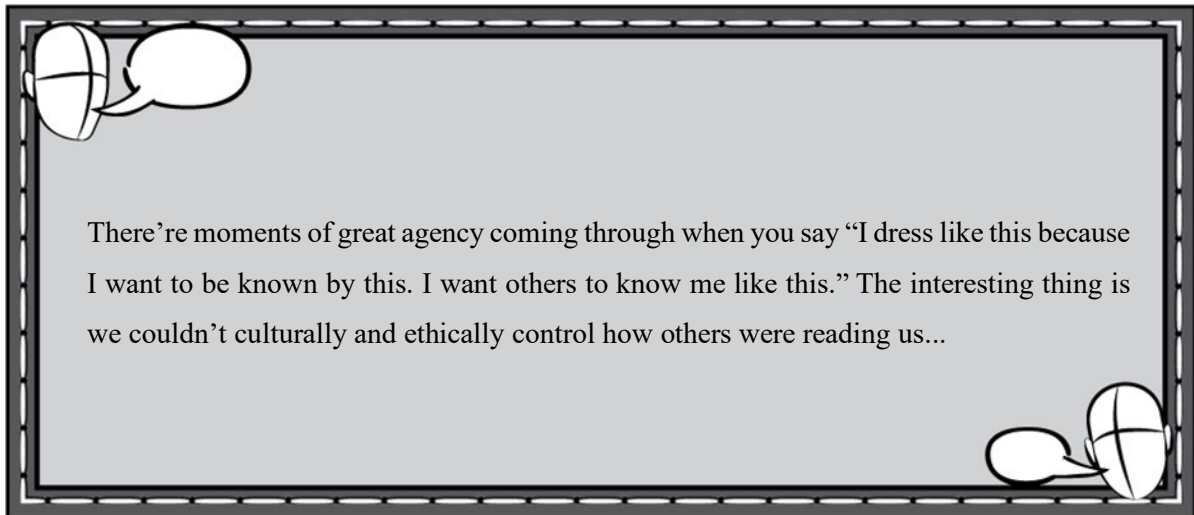 There’re moments of great agency coming through when you say “I dress like this because
I want to be known by this. I want others to know me like this.” The interesting thing is
we couldn’t culturally and ethically control how others were reading us...